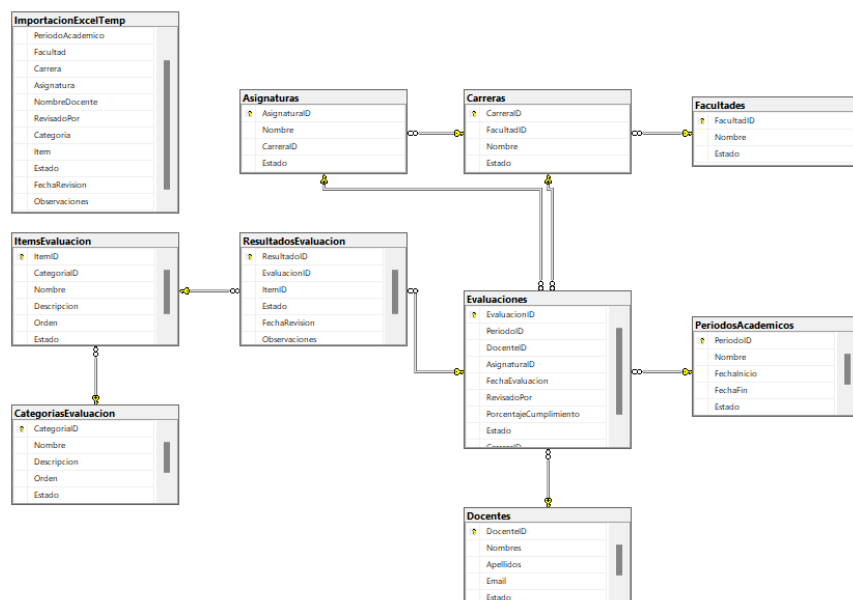 ImportacionExcelTemp
PeriodoAcademico
Facultad
Carrera
Asignatura
NombreDocente
RevisadoPor
Categoria
Item
Estado
FechaRevision
Observaciones
Asignaturas
AsignaturaID
Nombre
CarreraID
Estado
Carreras
CarreraID
FacultadID
Nombre
Estado
Facultades
FacultadID
Nombre
Estado
ItemsEvaluacion
ItemID
CategoriaID
Nombre
Descripcion
Orden
Estado
ResultadosEvaluacion
ResultadoID
EvaluacionID
ItemID
Estado
FechaRevision
Observaciones
Evaluaciones
EvaluacionID
PeriodoID
DocenteID
AsignaturaID
FechaEvaluacion
RevisadoPor
PorcentajeCumplimiento
Estado
CarreraID
PeriodosAcademicos
PeriodoID
Nombre
FechaInicio
FechaFin
Estado
CategoriasEvaluacion
CategoriaID
Nombre
Descripcion
Orden
Estado
Docentes
DocenteID
Nombres
Apellidos
Email
Estado